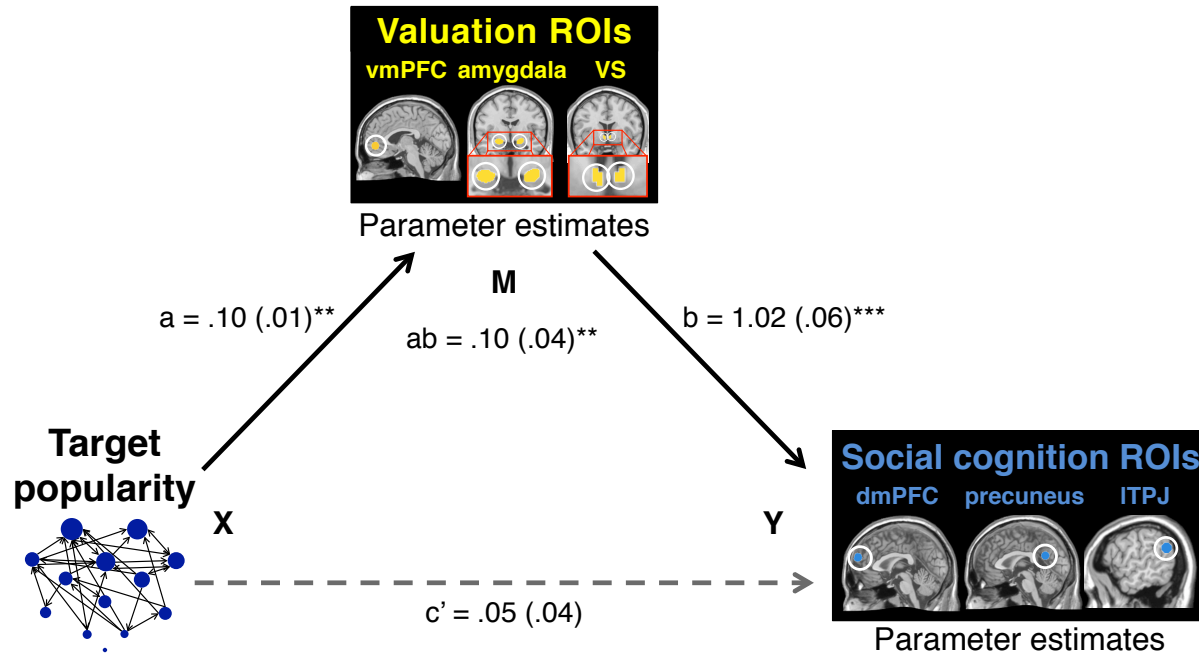 Valuation ROIs
vmPFC amygdala VS
Parameter estimates
M
a = .10 (.01)**
ab = .10 (.04)**
b = 1.02 (.06)***
Target
popularity
X
Y
Social cognition ROIs
dmPFC precuneus lTPJ
c’ = .05 (.04)
Parameter estimates